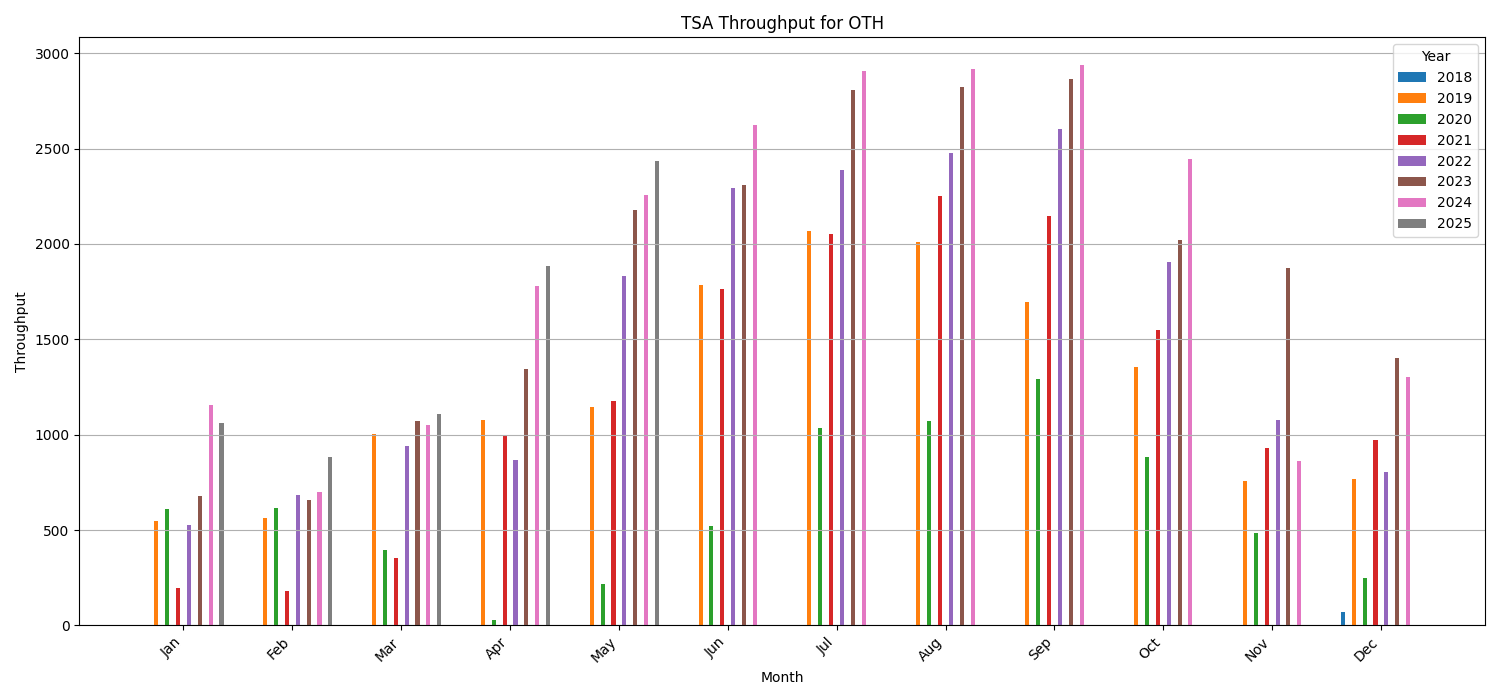 TSA Throughput for OTH
Throughput
3000
2500
2000
1500
1000
500
0
Year
2018
2019
2020
2021
2022
2023
2024
2025
Jan
Feb
Mar
Apr
May
Jun
Jul
Aug
Sep
Oct
Nov
Dec
Month